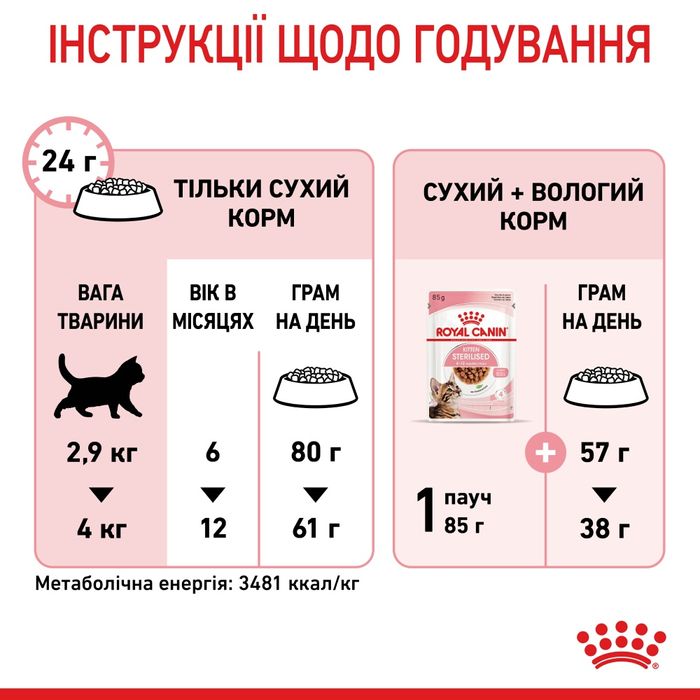 ІНСТРУКЦІЇ ЩОДО ГОДУВАННЯ
24 г
ТІЛЬКИ СУХИЙ
КОРМ
ВАГА
ТВАРИНИ
ВІК В
МІСЯЦЯХ
ГРАМ
НА ДЕНЬ
2,9 кг
6
80 г
4 кг
12
61 г
СУХИЙ + ВОЛОГИЙ
КОРМ
85g
ROYAL CANIN
KITTEN
STERILISED
ГРАМ
НА ДЕНЬ
+
57 г
1 пауч
85 г
38 г
Метаболічна енергія: 3481 ккал/кг